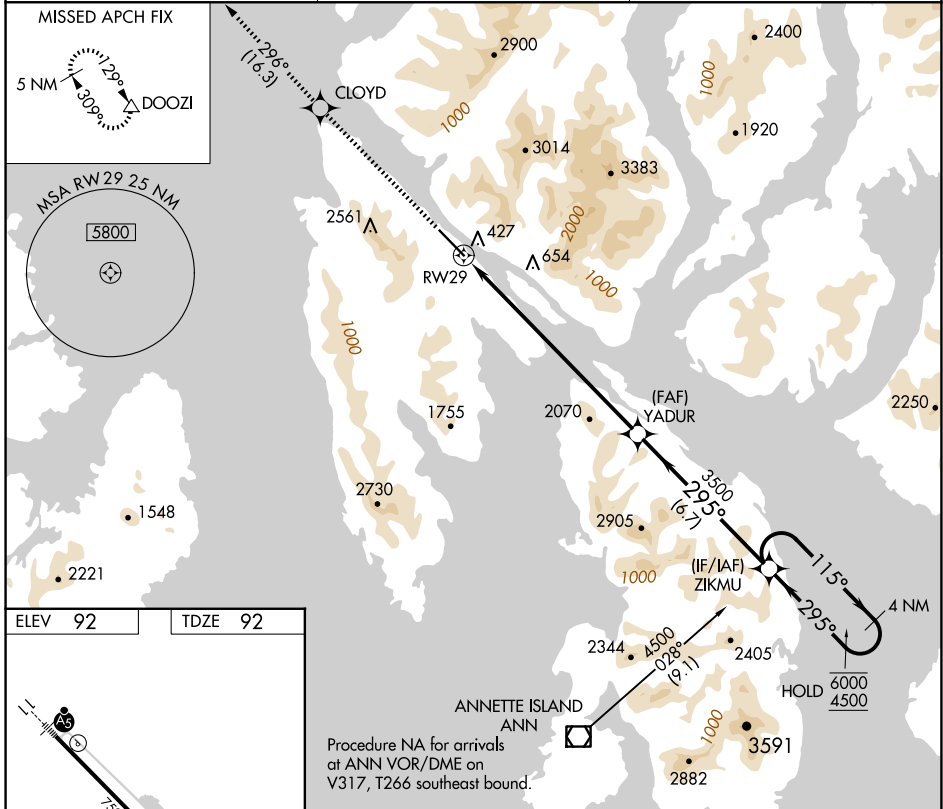 MISSED APCH FIX
5 NM
129°
309°
DOOZI
296°
(16.3)
CLOYD
2900
1000
2400
1000
1920
3014
3383
2000
1000
MSA RW 29 25 NM
5800
2561
427
654
RW29
1000
1755
2070
(FAF)
YADUR
2250
2730
1548
2221
3500
295°
(6.7)
2905
1000
(IF/IAF)
ZIKMU
115°
295°
4 NM
HOLD
6000
4500
2344
4500
028°
(9.1)
2405
ANNETTE ISLAND
ANN
1000
3591
2882
Procedure NA for arrivals
at ANN VOR/DME on
V317, T266 southeast bound.
ELEV 92
TDZE 92
A5
P